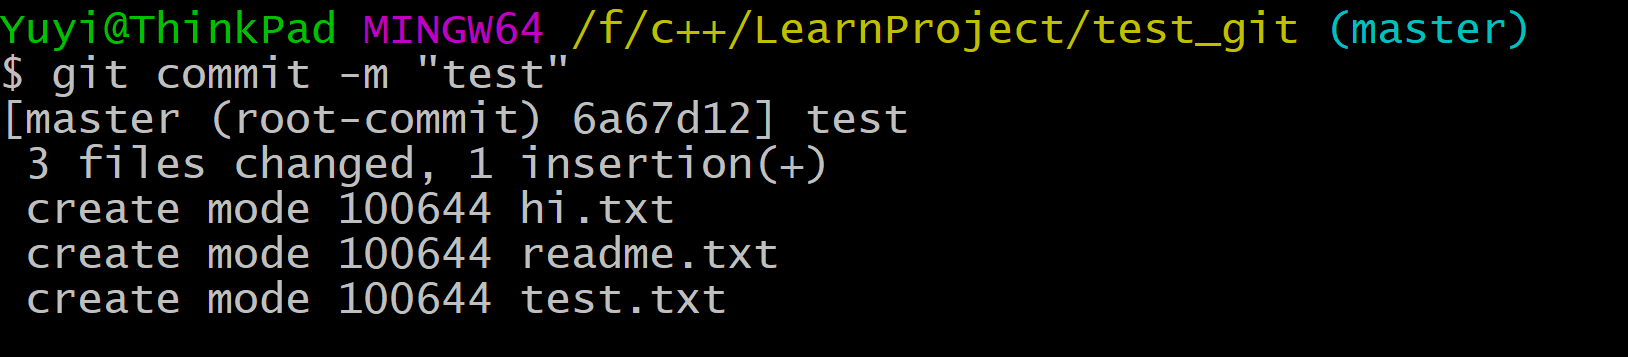 Yuyi@ThinkPad MINGW64 /f/c++/LearnProject/test_git (master)
$ git commit -m "test"
[master (root-commit) 6a67d12] test
 3 files changed, 1 insertion(+)
 create mode 100644 hi.txt
 create mode 100644 readme.txt
 create mode 100644 test.txt